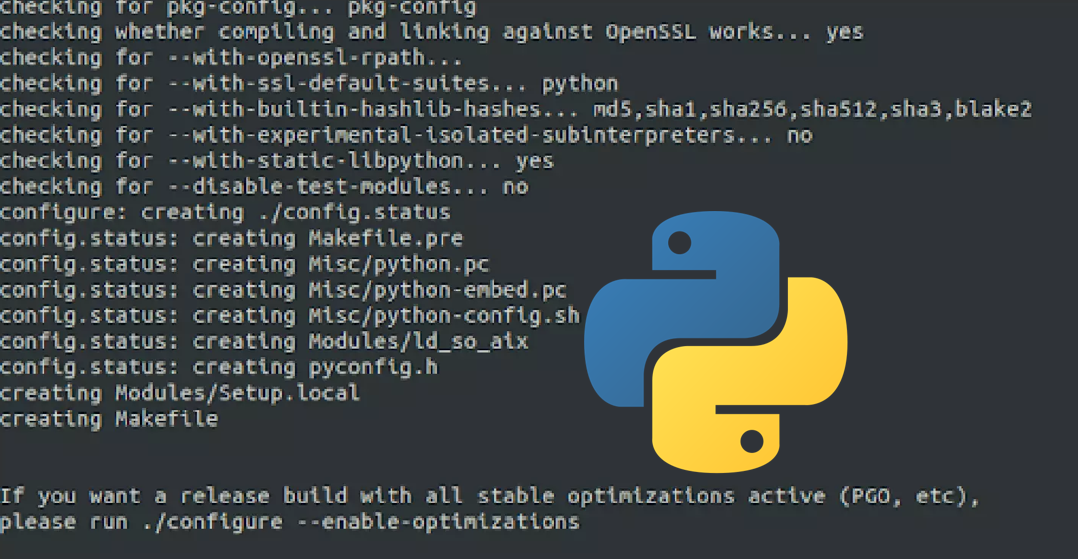 checking for pkg-config... pkg-config
checking whether compiling and linking against OpenSSL works... yes
checking for --with-openssl-rpath...
checking for --with-ssl-default-suites... python
checking for --with-builtin-hashlib-hashes... md5,sha1,sha256,sha512,sha3,blake2
checking for --with-experimental-isolated-subinterpreters... no
checking for --with-static-libpython... yes
checking for --disable-test-modules... no
configure: creating ./config.status
config.status: creating Makefile.pre
config.status: creating Misc/python.pc
config.status: creating Misc/python-embed.pc
config.status: creating Misc/python-config.sh
config.status: creating Modules/ld_so_aix
config.status: creating pyconfig.h
creating Modules/Setup.local
creating Makefile
If you want a release build with all stable optimizations active (PGO, etc),
please run ./configure --enable-optimizations